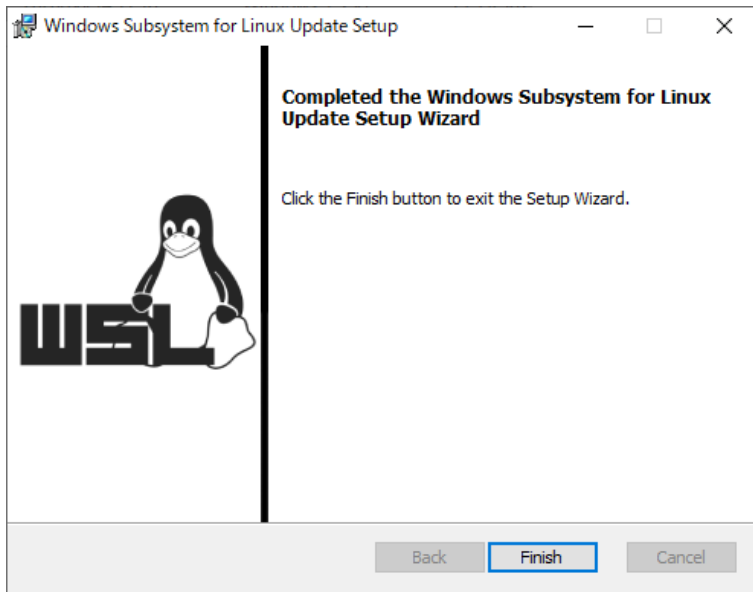 Windows Subsystem for Linux Update Setup
Completed the Windows Subsystem for Linux
Update Setup Wizard
Click the Finish button to exit the Setup Wizard.
WSL
Back
Finish
Cancel